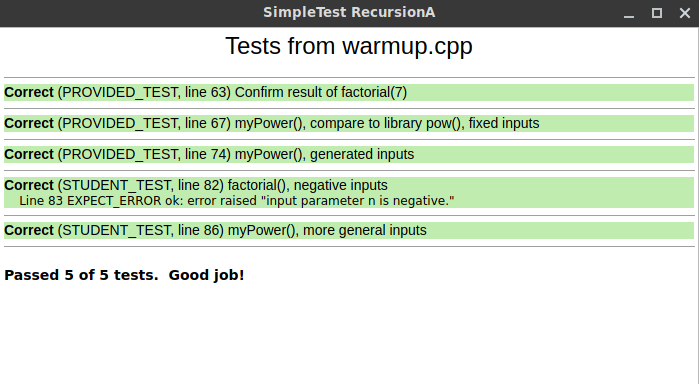 SimpleTest RecursionA
Tests from warmup.cpp
Correct (PROVIDED_TEST, line 63) Confirm result of factorial(7)
Correct (PROVIDED_TEST, line 67) myPower(), compare to library pow(), fixed inputs
Correct (PROVIDED_TEST, line 74) myPower(), generated inputs
Correct (STUDENT_TEST, line 82) factorial(), negative inputs
Line 83 EXPECT_ERROR ok: error raised "input parameter n is negative."
Correct (STUDENT_TEST, line 86) myPower(), more general inputs
Passed 5 of 5 tests.  Good job!